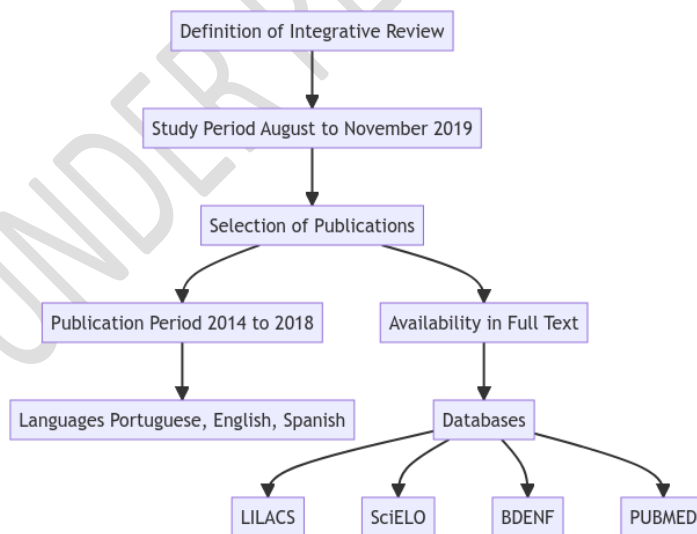 Definition of Integrative Review
Study Period August to November 2019
Selection of Publications
Publication Period 2014 to 2018
Availability in Full Text
Languages Portuguese, English, Spanish
Databases
LILACS
SciELO
BDENF
PUBMED
UNDER